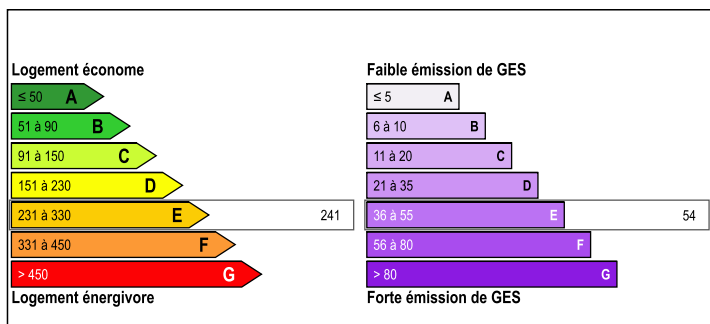 Logement économe
≤ 50 A
51 à 90 B
91 à 150 C
151 à 230 D
231 à 330 E 241
331 à 450 F
> 450 G
Logement énergivore
Faible émission de GES
≤ 5 A
6 à 10 B
11 à 20 C
21 à 35 D
36 à 55 E 54
56 à 80 F
> 80 G
Forte émission de GES